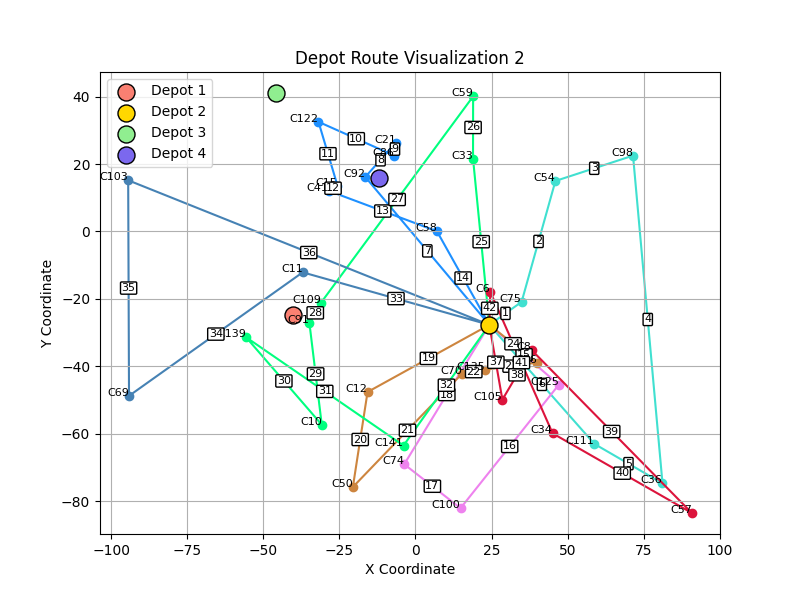 Depot Route Visualization 2
Depot 1
Depot 2
Depot 3
Depot 4
Y Coordinate
40
20
0
−20
−40
−60
−80
−100
−75
−50
−25
0
25
50
75
100
X Coordinate
C59
26
C122
10
C21
9
11
8
C33
C98
3
C103
C92
C54
12
27
13
C58
7
25
2
36
C11
14
35
33
C6
C75
C109
42
1
28
C91
4
34
139
24
C8
19
37
41
C70
22
38
29
30
31
32
18
C12
C105
C125
C69
C10
21
20
C141
C34
39
C111
16
C74
5
40
C50
17
C36
C100
C57